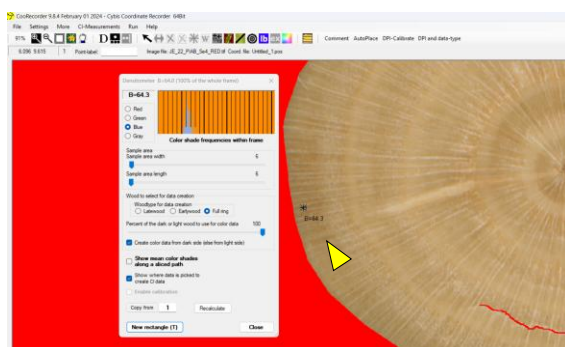 CooRecorder 9.8.4 February 01 2024 - Cybis Coordinate Recorder 64Bit
File Settings More CI-Measurements Run Help
91% Comment AutoPlace DPI-Calibrate DPI and data-type
1 Point label:
Densitometer B=64.0 (100% of the whole frame)
B=64.3
Red
Green
Blue
Gray
Color shade frequencies within frame
Sample area
Sample area width 6
Sample area length 6
Wood to select for data creation
Woodtype for data creation
Latewood Earlywood Full ring
Percent of the dark or light wood to use for color data 100
Create color data from dark side (else from light side)
Show mean color shades
along a sliced path
Show where data is picked to
create CI data
Enable calibration
Copy from 1 Recalculate
New rectangle (T) Close
B=64.3